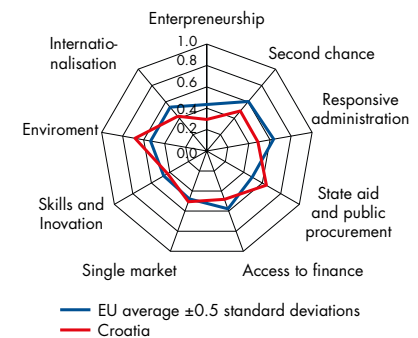 Enterpreneurship
Internatio-
nalisation
1.0
0.8
0.6
0.4
0.2
0.0
Second chance
Responsive
administration
Enviroment
State aid
and public
procurement
Skills and
Inovation
Single market
Access to finance
EU average ±0.5 standard deviations
Croatia